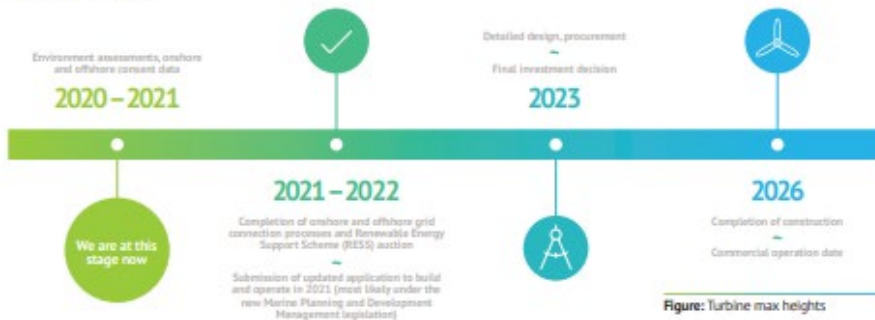 Environment assessments, onshore
and offshore consent data
2020 – 2021
We are at this
stage now
2021 – 2022
Completion of onshore and offshore grid
connection processes and Renewable Energy
Support Scheme (RESS) auction
~
Submission of updated application to build
and operate in 2021 (most likely under the
new Marine Planning and Development
Management legislation)
Detailed design, procurement
~
Final investment decision
2023
2026
Completion of construction
~
Commercial operation date
Figure: Turbine max heights